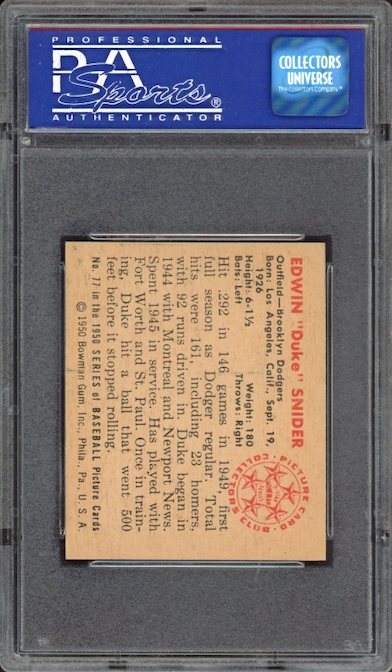 PROFESSIONAL
PSA
Sports®
AUTHENTICATOR
COLLECTORS
UNIVERSE
The Collectors Company™
EDWIN "Duke" SNIDER
Outfield—Brooklyn Dodgers
Born: Los Angeles, Calif., Sept. 19,
1926
Height: 6-1½ Weight: 180
Bats: Left Throws: Right
Hit .292 in 146 games in 1949, first
full season as Dodger regular. Total
hits were 161, including 23 homers,
with 92 runs driven in. Duke began in
1944 with Montreal and Newport News.
Spent 1945 in service. Has played with
Fort Worth and St. Paul. Once in train-
ing, Duke hit a ball that went 500
feet before it stopped rolling.
No. 77 in the 1950 SERIES of BASEBALL Picture Cards
© 1950 Bowman Gum, Inc., Phila., Pa., U. S. A.
PICTURE CARD
COLLECTORS CLUB
BOWMAN